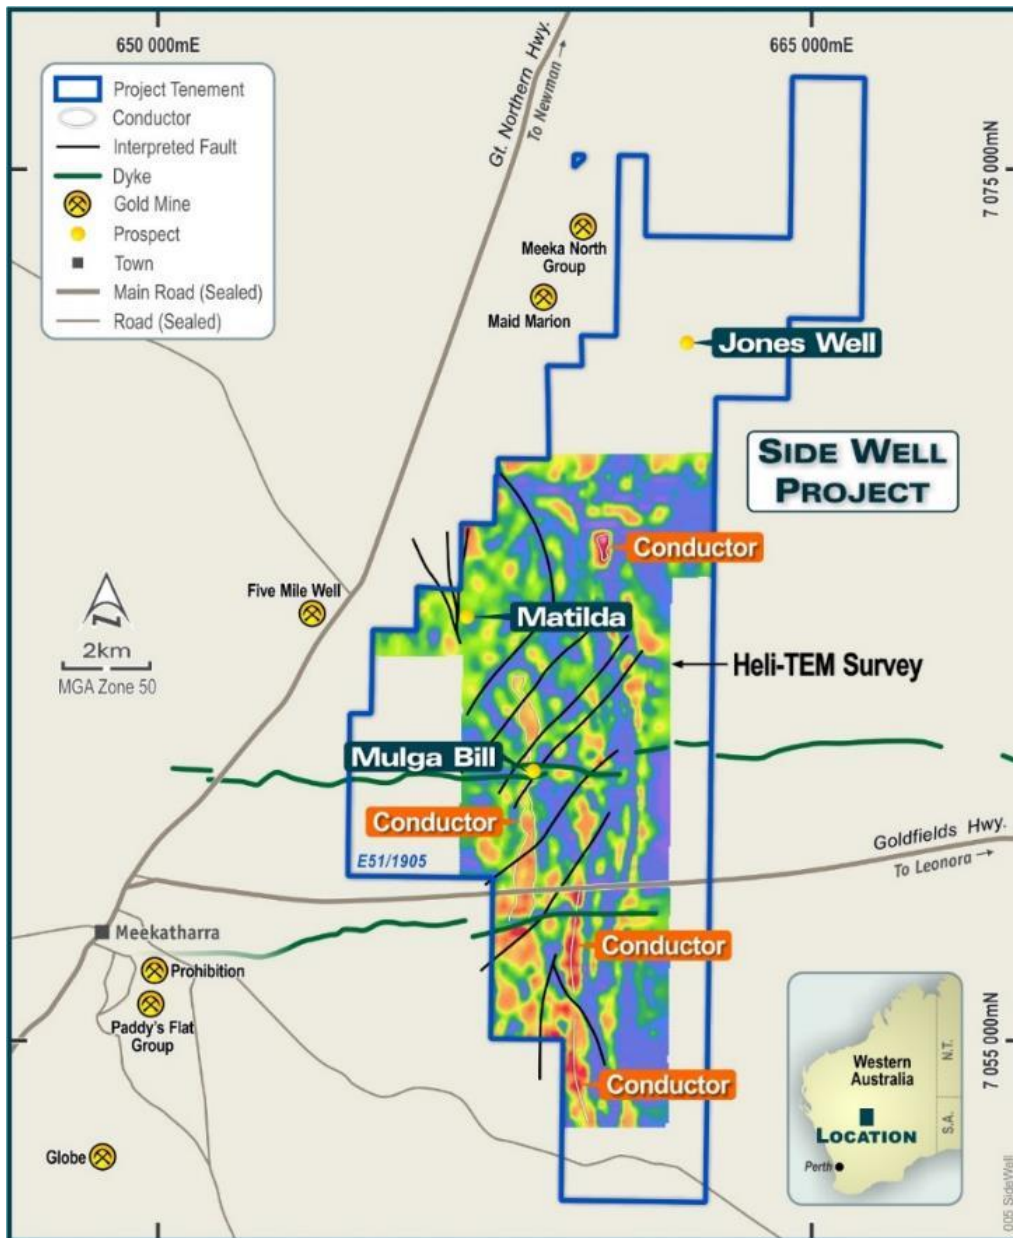 650 000mE
665 000mE
Project Tenement
Conductor
Interpreted Fault
Dyke
Gold Mine
Prospect
Town
Main Road (Sealed)
Road (Sealed)
Gt. Northern Hwy.
To Newman →
7 075 000mN
Meeka North
Group
Maid Marion
Jones Well
SIDE WELL
PROJECT
Conductor
Five Mile Well
Matilda
N
2km
MGA Zone 50
Heli-TEM Survey
Mulga Bill
Conductor
E51/1905
Goldfields Hwy.
To Leonora →
Meekatharra
Conductor
Prohibition
Paddy's Flat
Group
7 055 000mN
Conductor
Western
Australia
N.T.
S.A.
LOCATION
Perth
Globe
005 SideWell